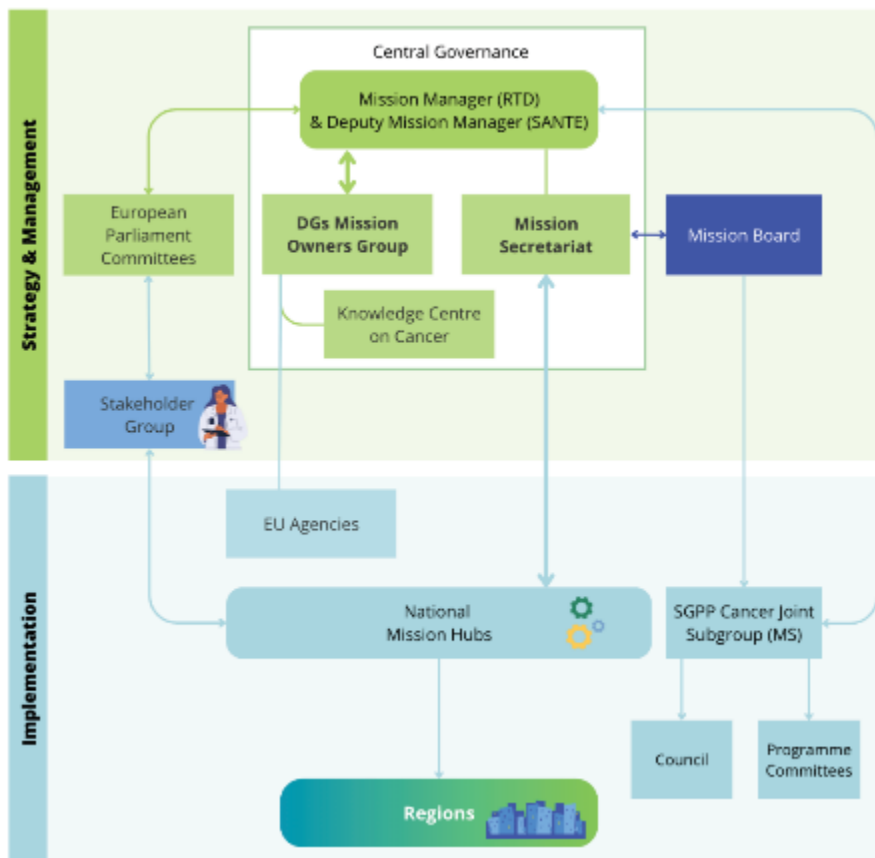 Strategy & Management
Central Governance
Mission Manager (RTD)
& Deputy Mission Manager (SANTE)
European
Parliament
Committees
DGs Mission
Owners Group
Mission
Secretariat
Mission Board
Knowledge Centre
on Cancer
Stakeholder
Group
Implementation
EU Agencies
National
Mission Hubs
SGPP Cancer Joint
Subgroup (MS)
Council
Programme
Committees
Regions